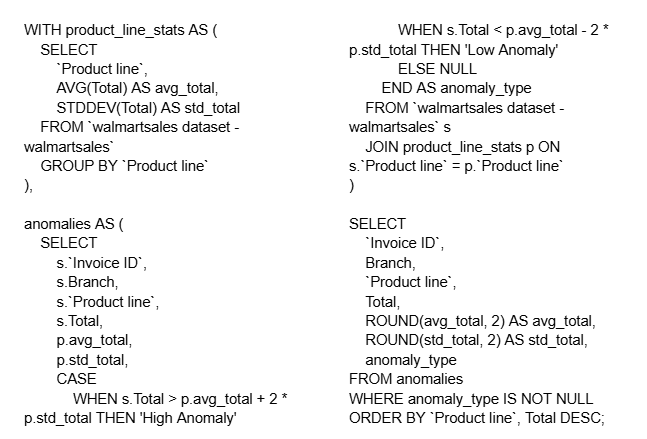 WITH product_line_stats AS (
    SELECT
        `Product line`,
        AVG(Total) AS avg_total,
        STDDEV(Total) AS std_total
    FROM `walmartsales dataset -
walmartsales`
    GROUP BY `Product line`
),

anomalies AS (
    SELECT
        s.`Invoice ID`,
        s.Branch,
        s.`Product line`,
        s.Total,
        p.avg_total,
        p.std_total,
        CASE
            WHEN s.Total > p.avg_total + 2 *
p.std_total THEN 'High Anomaly'
            WHEN s.Total < p.avg_total - 2 *
p.std_total THEN 'Low Anomaly'
            ELSE NULL
        END AS anomaly_type
    FROM `walmartsales dataset -
walmartsales` s
    JOIN product_line_stats p ON
s.`Product line` = p.`Product line`
)

SELECT
    `Invoice ID`,
    Branch,
    `Product line`,
    Total,
    ROUND(avg_total, 2) AS avg_total,
    ROUND(std_total, 2) AS std_total,
    anomaly_type
FROM anomalies
WHERE anomaly_type IS NOT NULL
ORDER BY `Product line`, Total DESC;